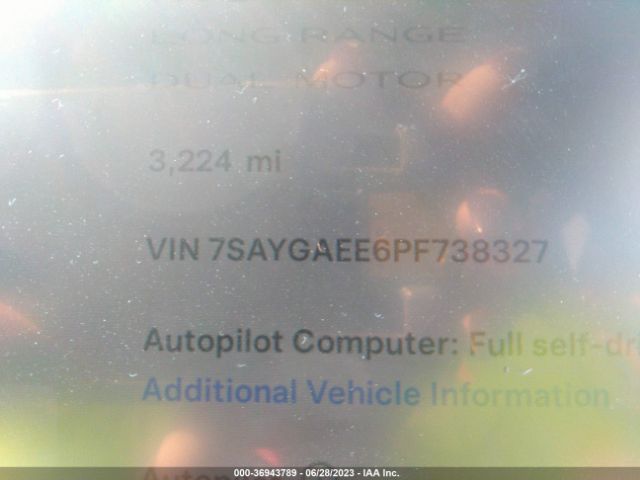 LONG RANGE
DUAL MOTOR
3,224 mi
VIN 7SAYGAEE6PF738327
Autopilot Computer: Full self-dri
Additional Vehicle Information
000-36943789 - 06/28/2023 - IAA Inc.